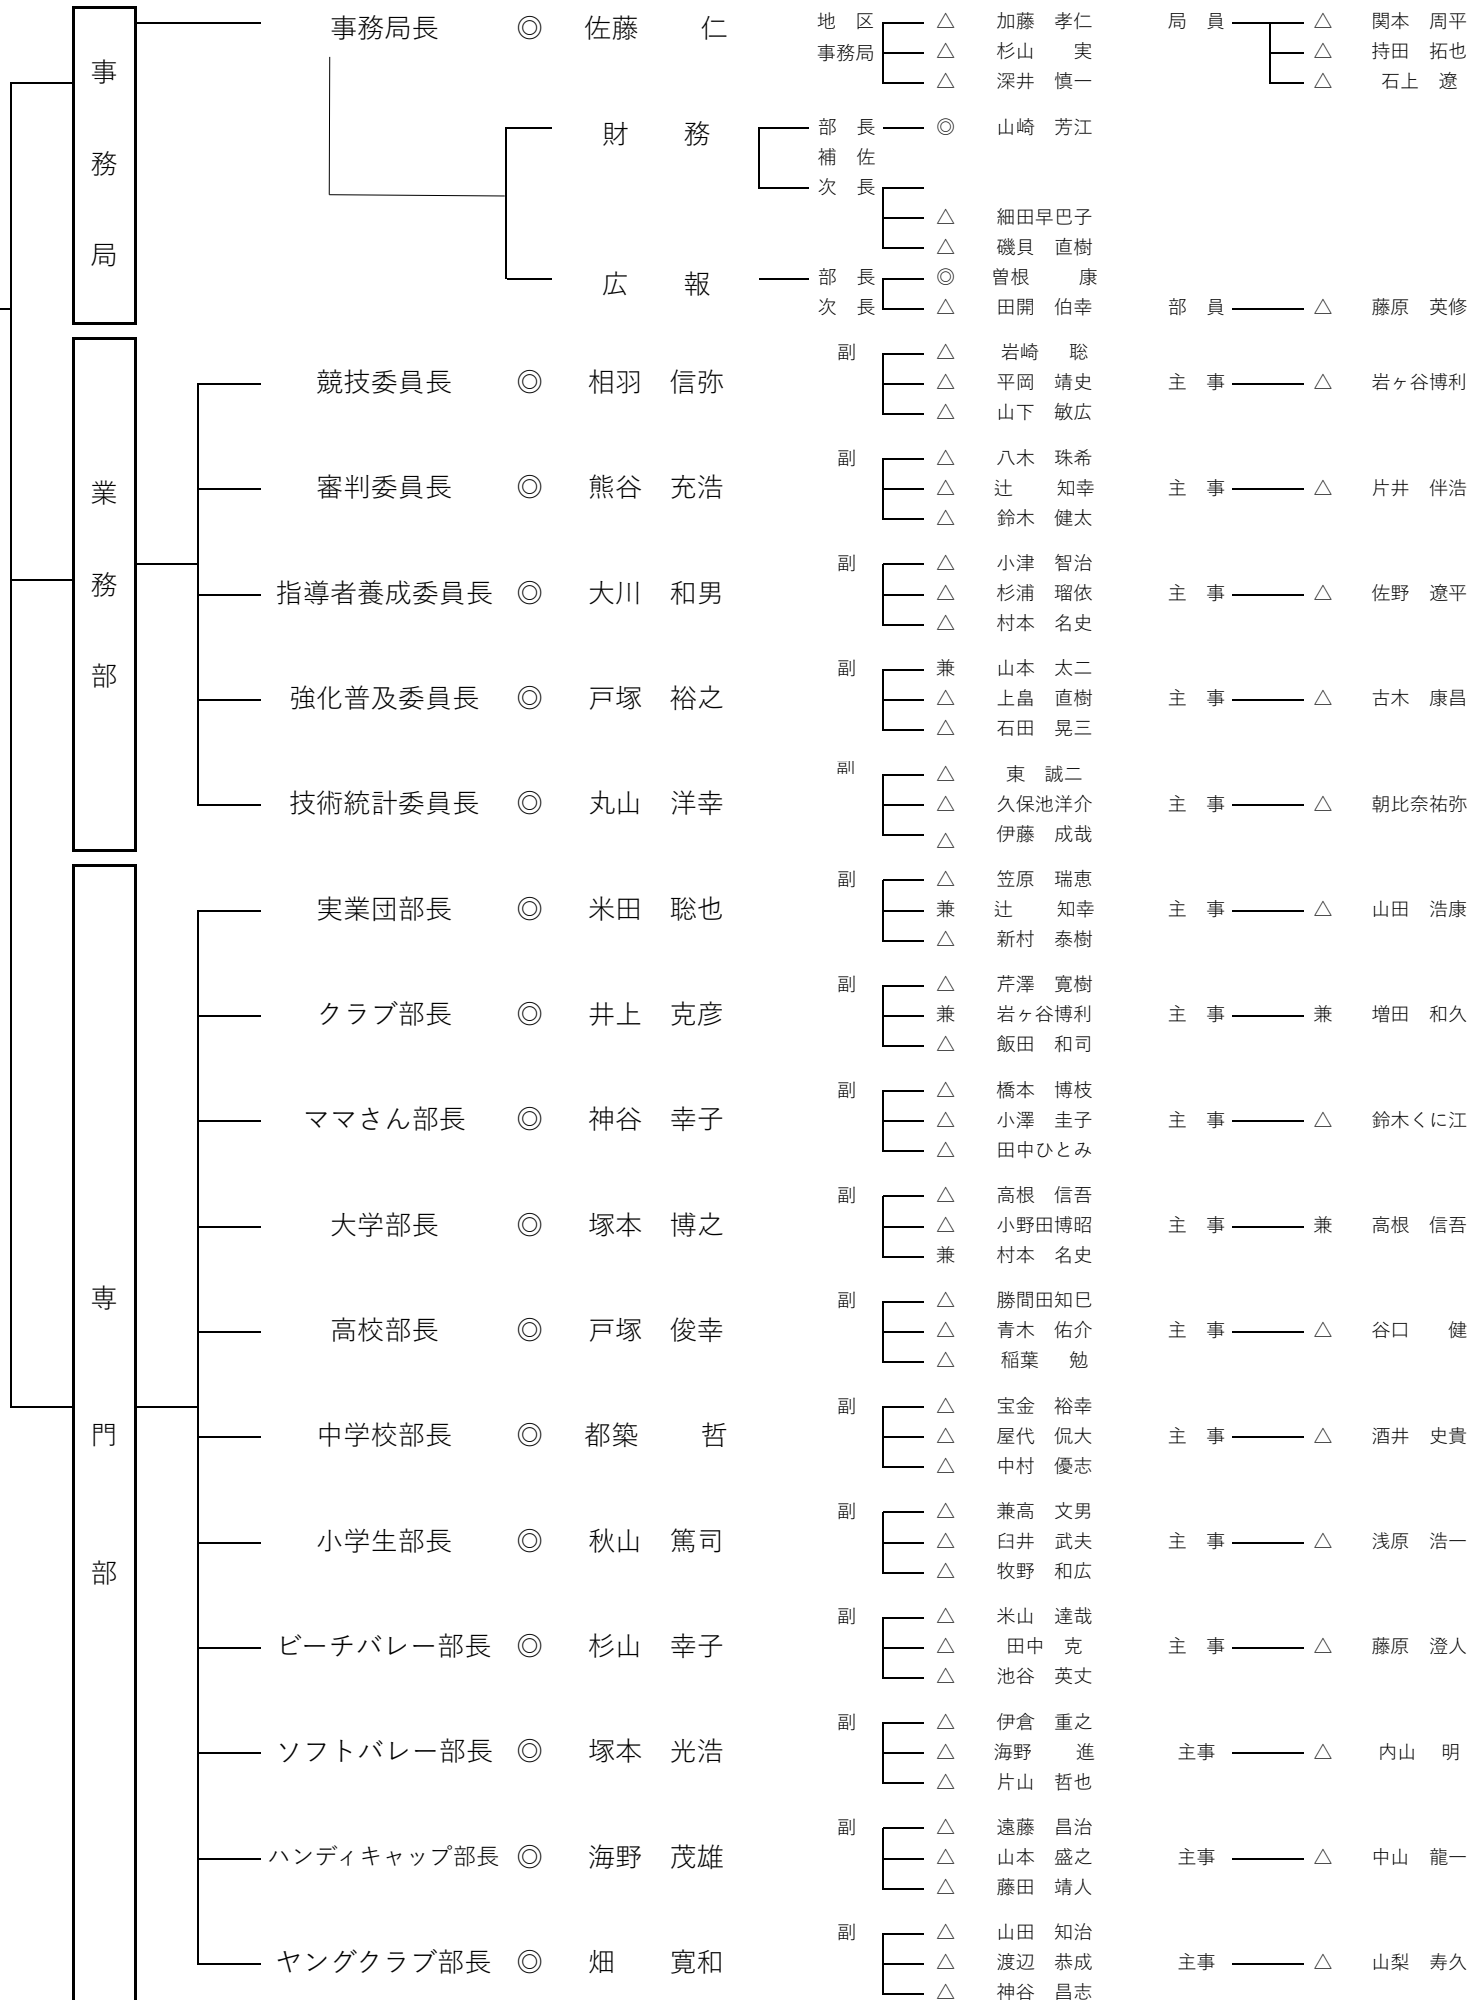 事務局
事務局長 ◎ 佐藤 仁 地区 △ 加藤 孝仁 局員 △ 関本 周平
事務局 △ 杉山 実 △ 持田 拓也
△ 深井 慎一 △ 石上 遼
財務 部長 ◎ 山崎 芳江
補佐
次長
△ 細田早巴子
△ 磯貝 直樹
広報 部長 ◎ 曽根 康
次長 △ 田開 伯幸 部員 △ 藤原 英修
業務部
副 △ 岩崎 聡
競技委員長 ◎ 相羽 信弥 △ 平岡 靖史 主事 △ 岩ヶ谷博利
△ 山下 敏広
副 △ 八木 珠希
審判委員長 ◎ 熊谷 充浩 △ 辻 知幸 主事 △ 片井 伴浩
△ 鈴木 健太
副 △ 小津 智治
指導者養成委員長 ◎ 大川 和男 △ 杉浦 瑠依 主事 △ 佐野 遼平
△ 村本 名史
副 兼 山本 太二
強化普及委員長 ◎ 戸塚 裕之 △ 上畠 直樹 主事 △ 古木 康昌
△ 石田 晃三
副 △ 東 誠二
技術統計委員長 ◎ 丸山 洋幸 △ 久保池洋介 主事 △ 朝比奈祐弥
△ 伊藤 成哉
専門部
副 △ 笠原 瑞恵
実業団部長 ◎ 米田 聡也 兼 辻 知幸 主事 △ 山田 浩康
△ 新村 泰樹
副 △ 芹澤 寛樹
クラブ部長 ◎ 井上 克彦 兼 岩ヶ谷博利 主事 兼 増田 和久
△ 飯田 和司
副 △ 橋本 博枝
ママさん部長 ◎ 神谷 幸子 △ 小澤 圭子 主事 △ 鈴木くに江
△ 田中ひとみ
副 △ 高根 信吾
大学部長 ◎ 塚本 博之 △ 小野田博昭 主事 兼 高根 信吾
兼 村本 名史
副 △ 勝間田知巳
高校部長 ◎ 戸塚 俊幸 △ 青木 佑介 主事 △ 谷口 健
△ 稲葉 勉
副 △ 宝金 裕幸
中学校部長 ◎ 都築 哲 △ 屋代 侃大 主事 △ 酒井 史貴
△ 中村 優志
副 △ 兼高 文男
小学生部長 ◎ 秋山 篤司 △ 臼井 武夫 主事 △ 浅原 浩一
△ 牧野 和広
副 △ 米山 達哉
ビーチバレー部長 ◎ 杉山 幸子 △ 田中 克 主事 △ 藤原 澄人
△ 池谷 英丈
副 △ 伊倉 重之
ソフトバレー部長 ◎ 塚本 光浩 △ 海野 進 主事 △ 内山 明
△ 片山 哲也
副 △ 遠藤 昌治
ハンディキャップ部長 ◎ 海野 茂雄 △ 山本 盛之 主事 △ 中山 龍一
△ 藤田 靖人
副 △ 山田 知治
ヤングクラブ部長 ◎ 畑 寛和 △ 渡辺 恭成 主事 △ 山梨 寿久
△ 神谷 昌志